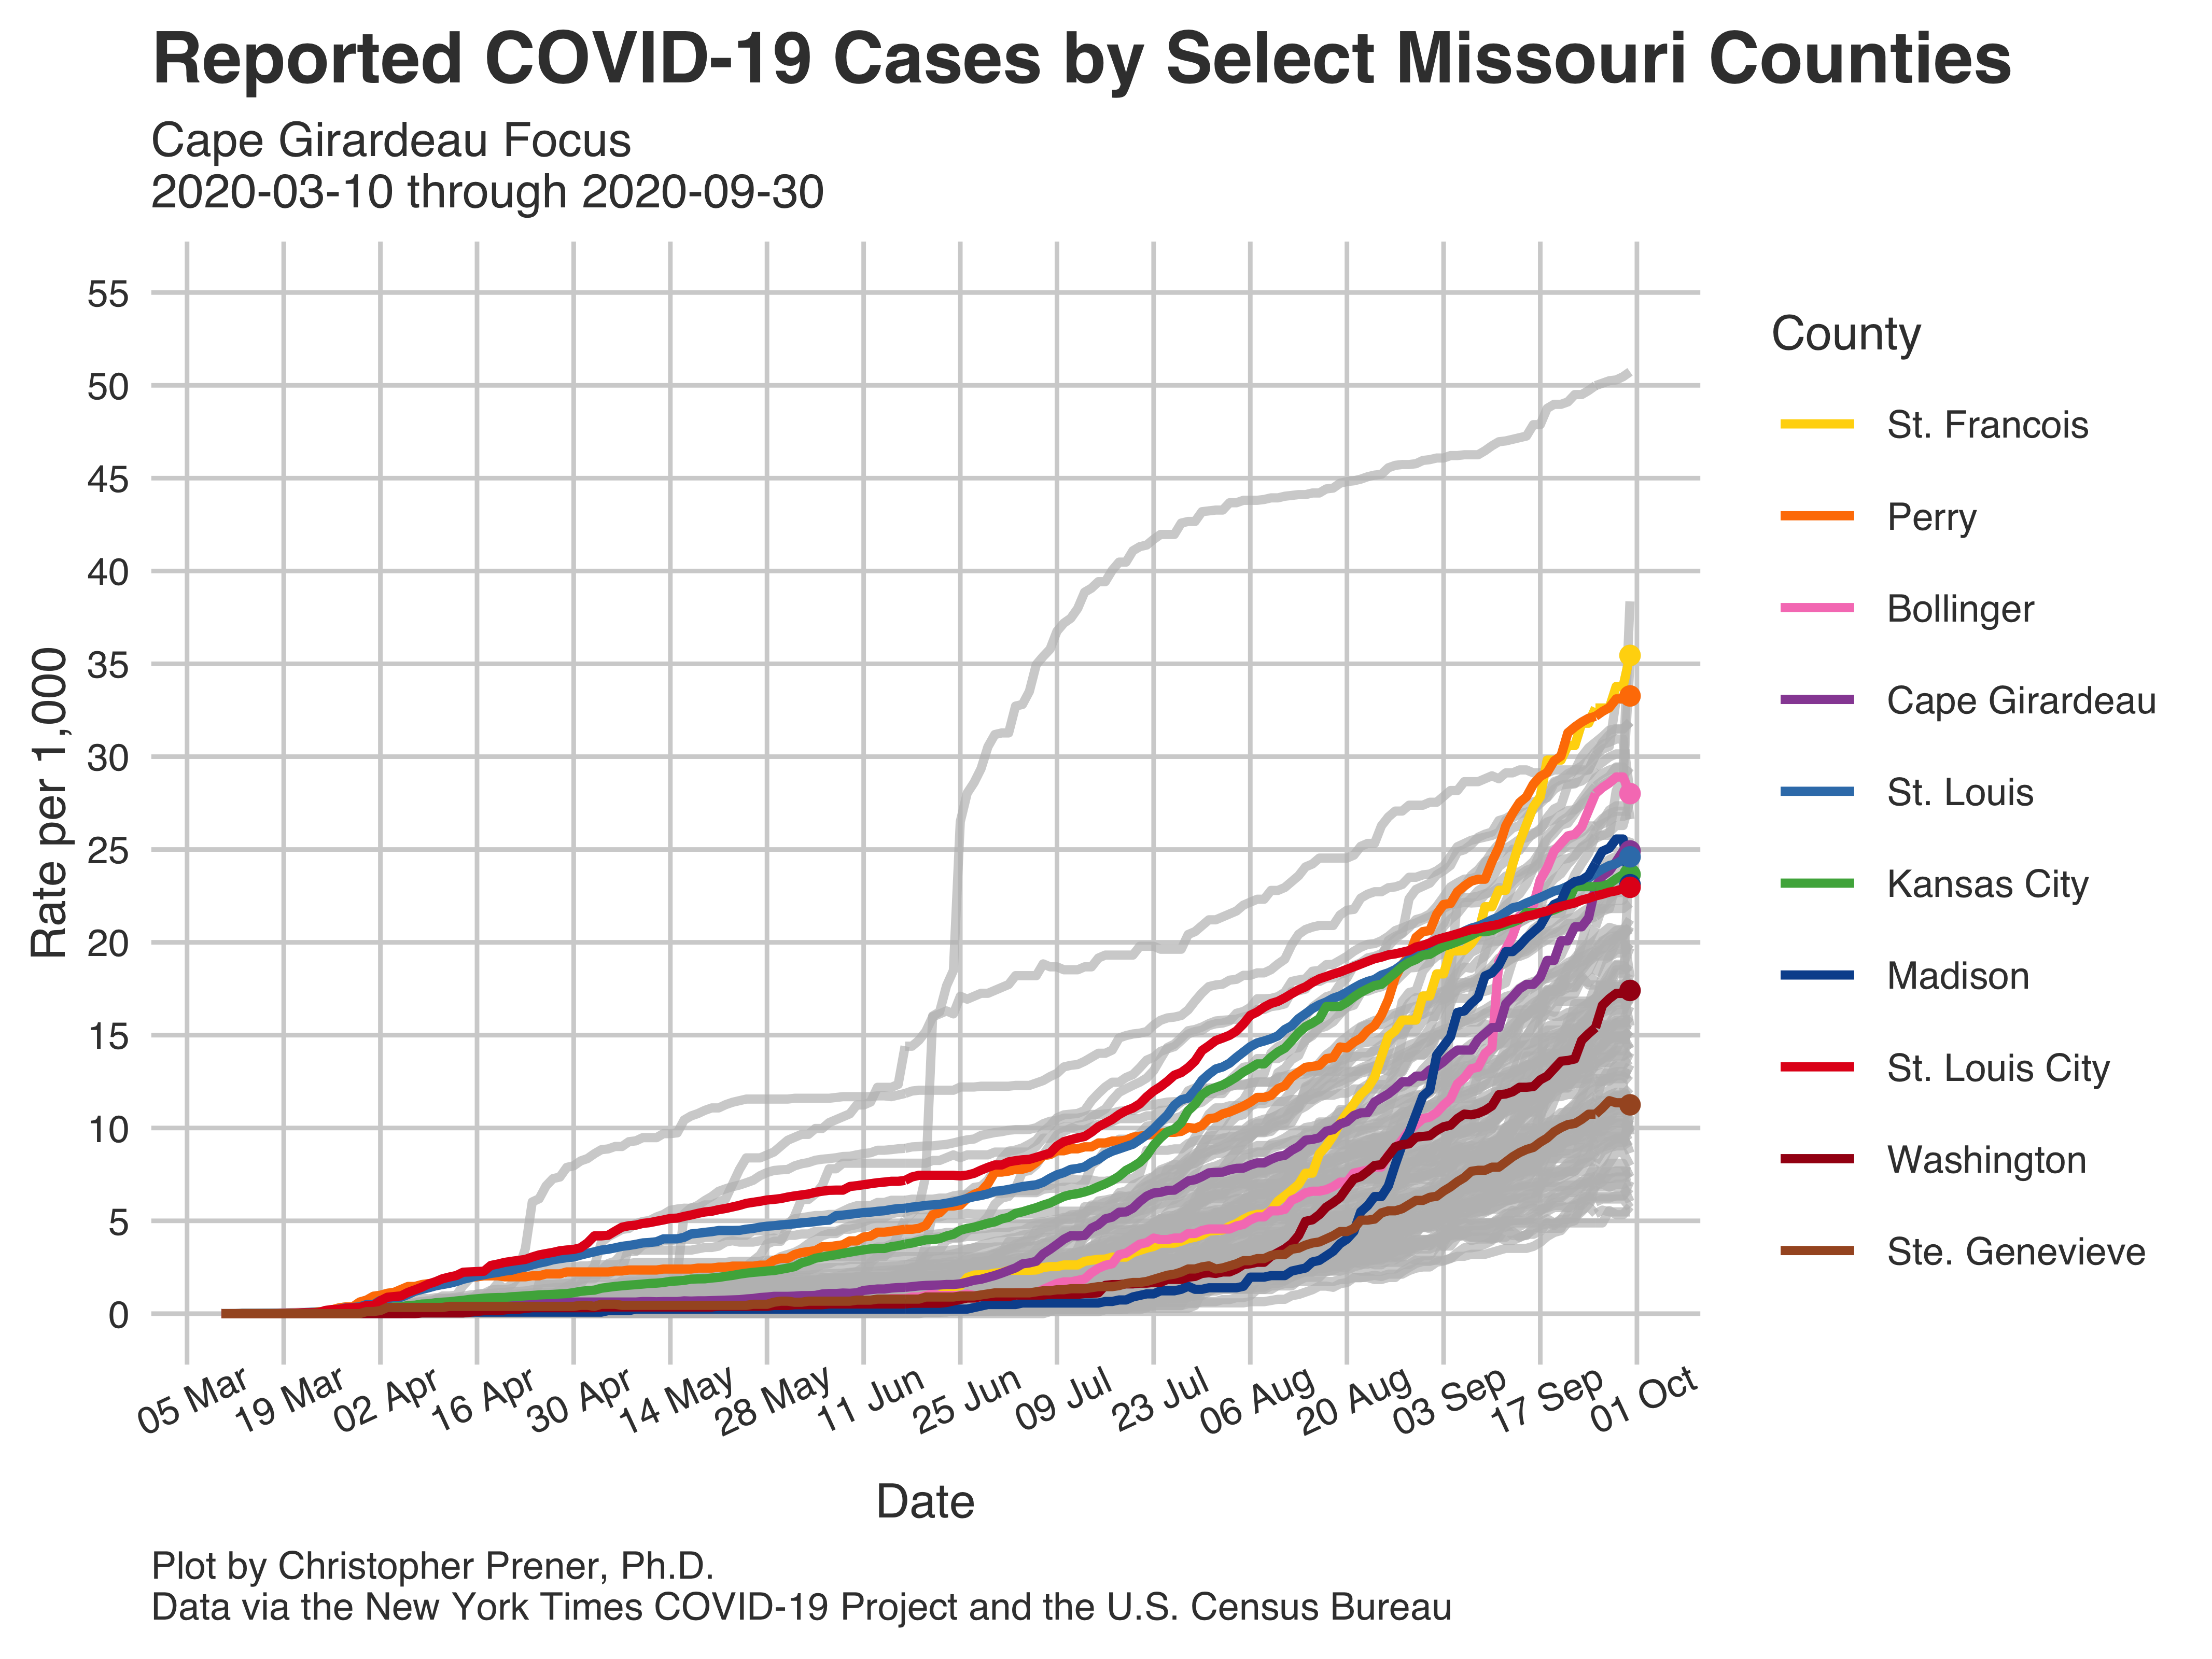 Reported COVID-19 Cases by Select Missouri Counties
Cape Girardeau Focus
2020-03-10 through 2020-09-30
Rate per 1,000
55
50
45
40
35
30
25
20
15
10
5
0
05 Mar
19 Mar
02 Apr
16 Apr
30 Apr
14 May
28 May
11 Jun
25 Jun
09 Jul
23 Jul
06 Aug
20 Aug
03 Sep
17 Sep
01 Oct
Date
County
St. Francois
Perry
Bollinger
Cape Girardeau
St. Louis
Kansas City
Madison
St. Louis City
Washington
Ste. Genevieve
Plot by Christopher Prener, Ph.D.
Data via the New York Times COVID-19 Project and the U.S. Census Bureau